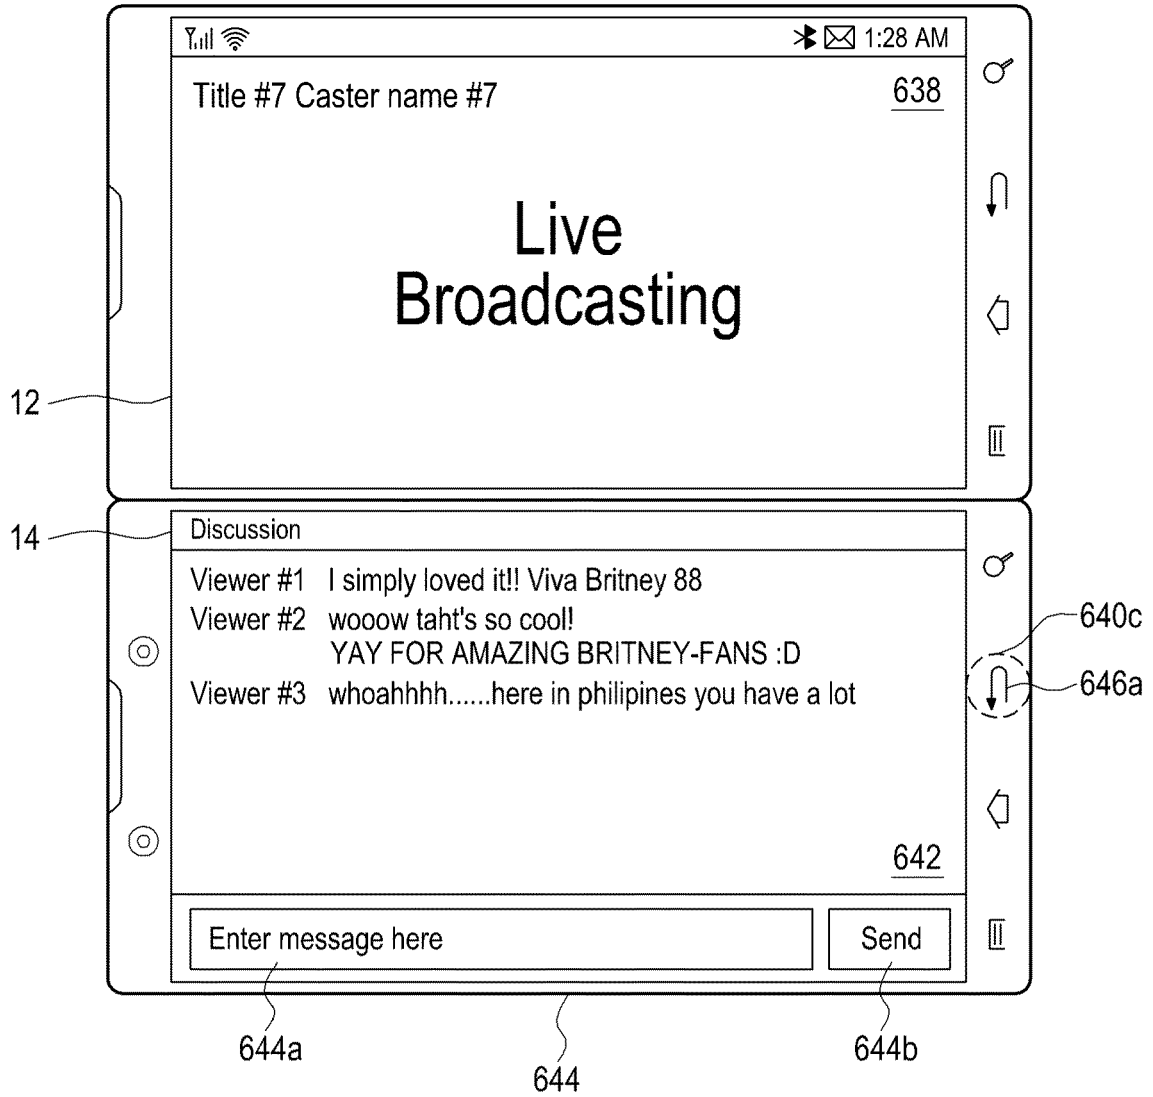 1:28 AM
Title #7 Caster name #7
638
Live
Broadcasting
12
14
Discussion
Viewer #1 I simply loved it!! Viva Britney 88
Viewer #2 wooow taht's so cool!
YAY FOR AMAZING BRITNEY-FANS :D
Viewer #3 whoahhhh......here in philipines you have a lot
640c
646a
642
Enter message here
Send
644a
644
644b